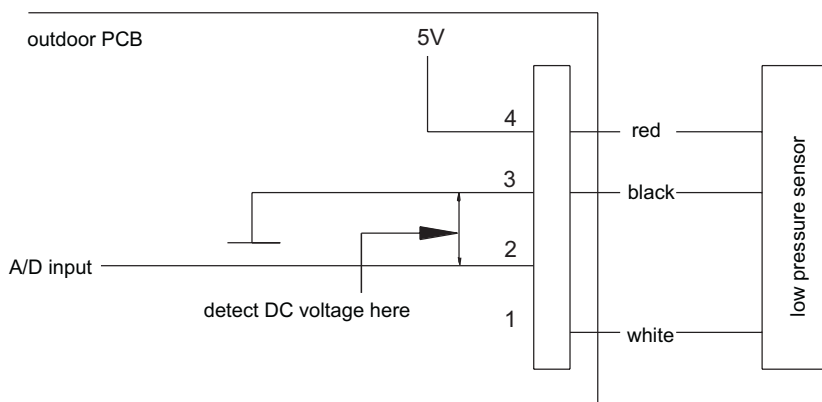 outdoor PCB
5V
4
red
3
black
2
A/D input
detect DC voltage here
1
white
low pressure sensor